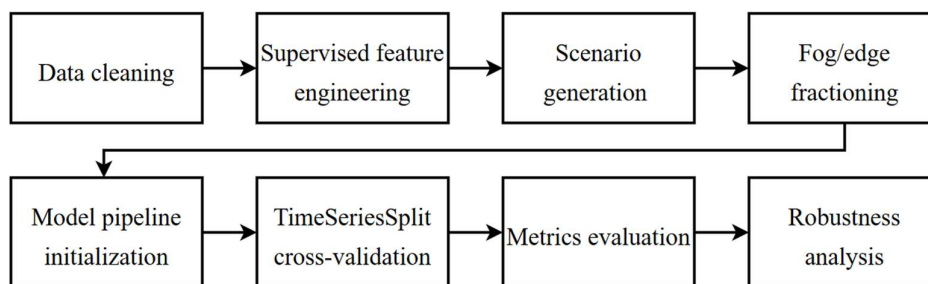 Data cleaning
Supervised feature
engineering
Scenario
generation
Fog/edge
fractioning
Model pipeline
initialization
TimeSeriesSplit
cross-validation
Metrics evaluation
Robustness
analysis